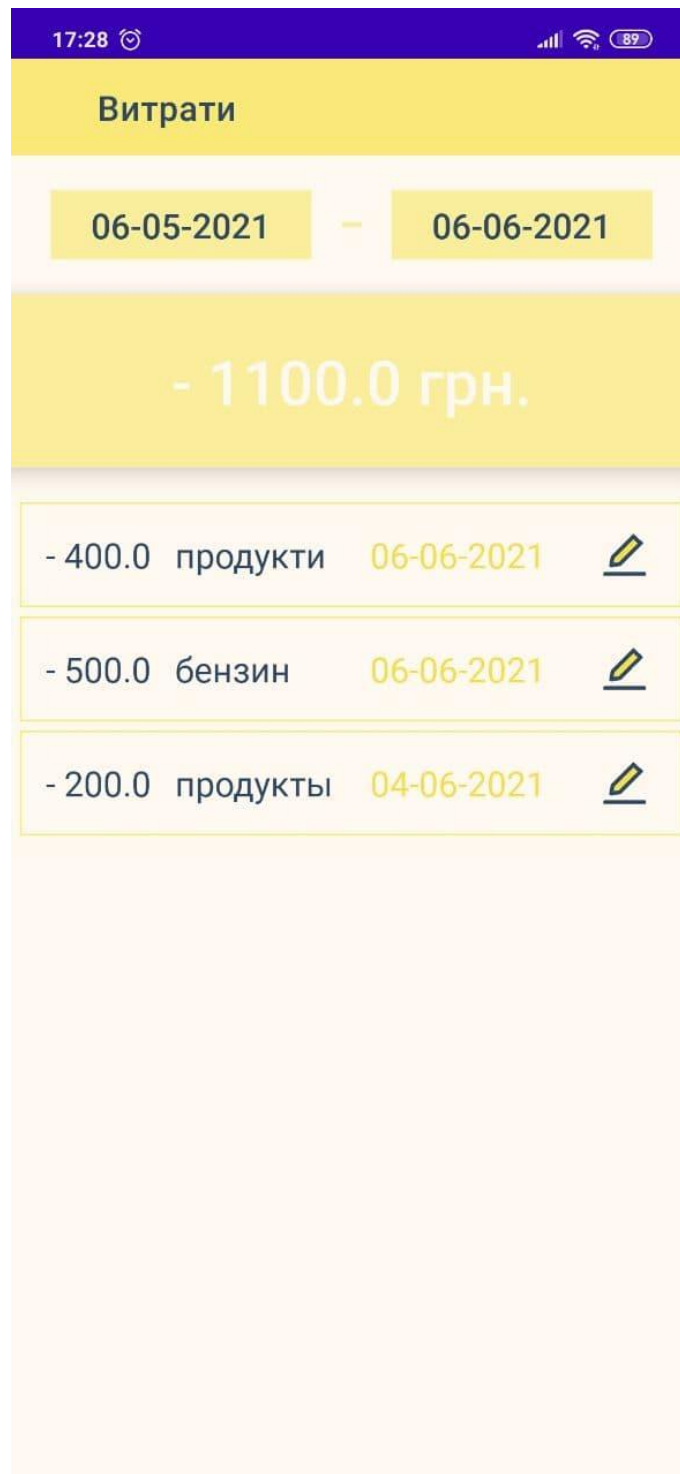 17:28 89
Витрати
06-05-2021 – 06-06-2021
- 1100.0 грн.
- 400.0 продукти 06-06-2021
- 500.0 бензин 06-06-2021
- 200.0 продукты 04-06-2021